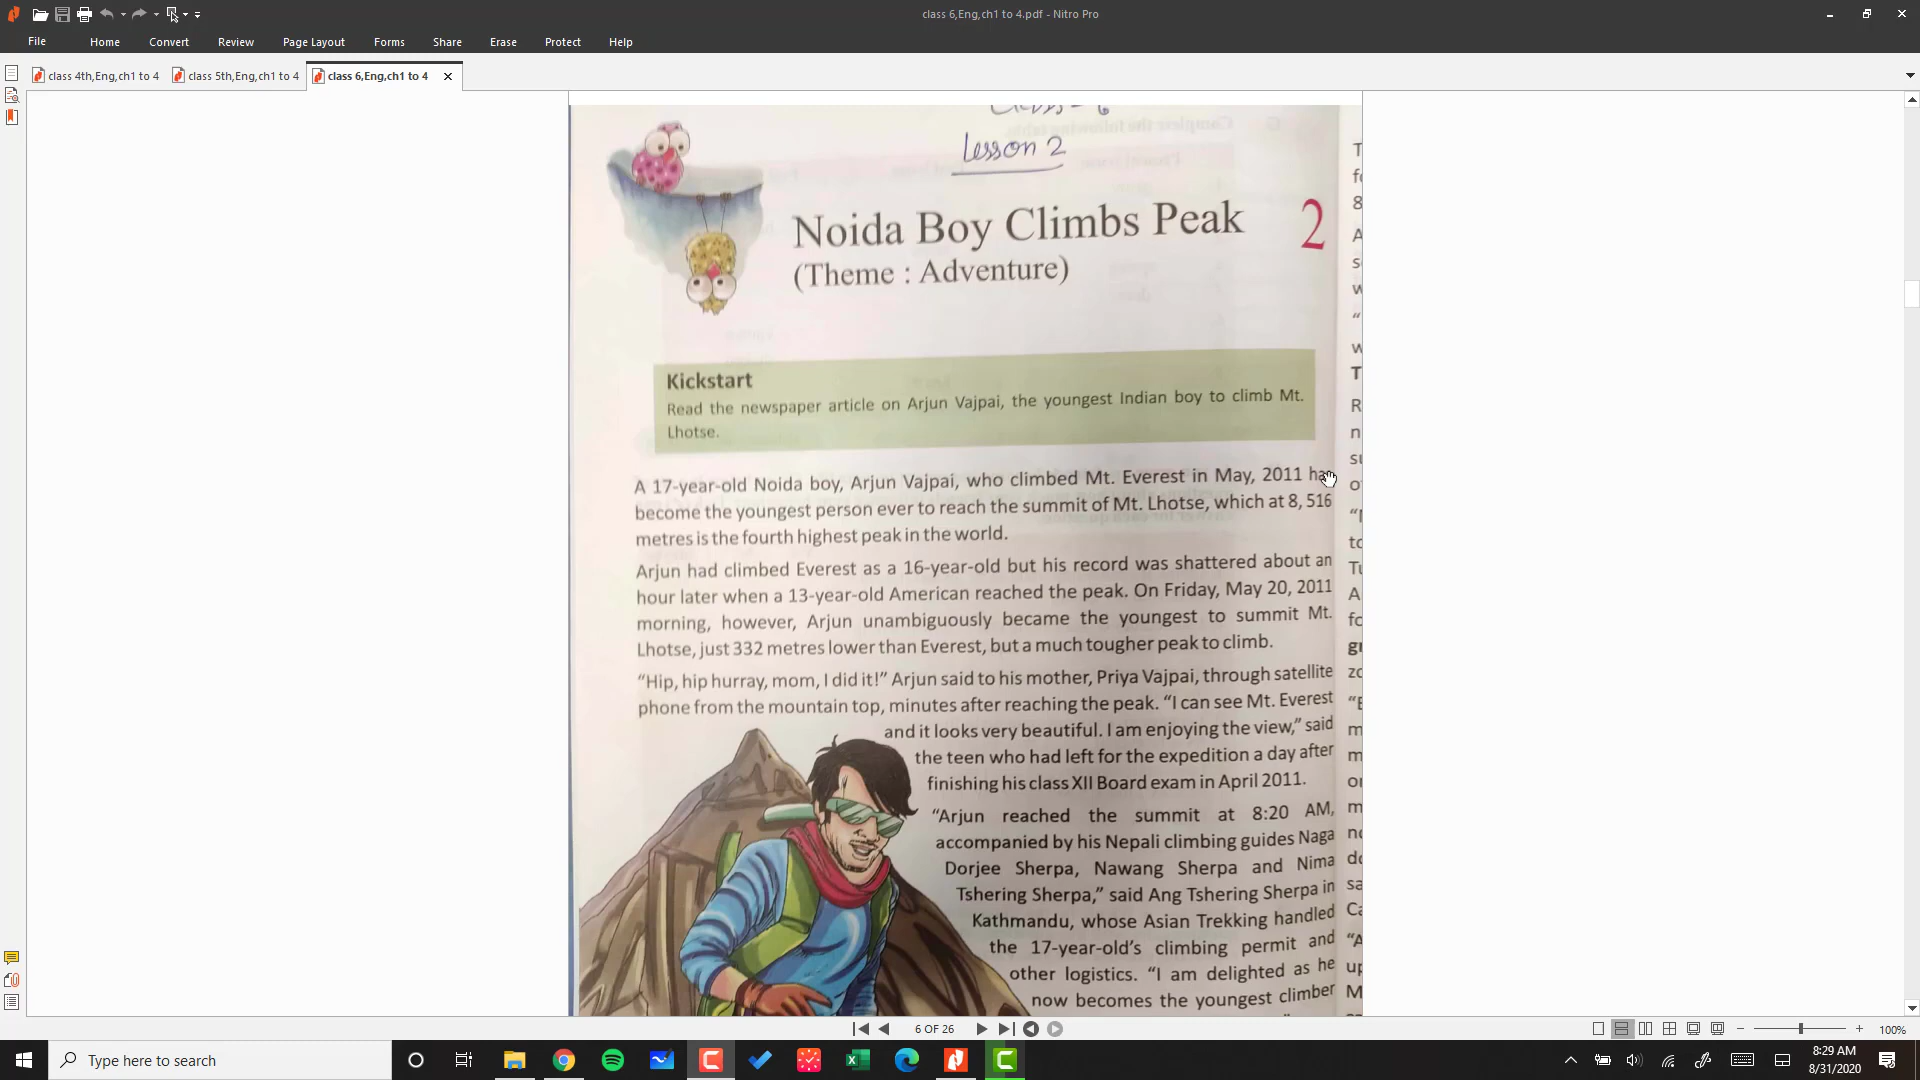 class 6,Eng,ch1 to 4.pdf - Nitro Pro
File Home Convert Review Page Layout Forms Share Erase Protect Help
class 4th,Eng,ch1 to 4 class 5th,Eng,ch1 to 4 class 6,Eng,ch1 to 4
Lesson 2
Noida Boy Climbs Peak 2
(Theme : Adventure)
Kickstart
Read the newspaper article on Arjun Vajpai, the youngest Indian boy to climb Mt.
Lhotse.
A 17-year-old Noida boy, Arjun Vajpai, who climbed Mt. Everest in May, 2011
become the youngest person ever to reach the summit of Mt. Lhotse, which at 8, 516
metres is the fourth highest peak in the world.
Arjun had climbed Everest as a 16-year-old but his record was shattered about an
hour later when a 13-year-old American reached the peak. On Friday, May 20, 2011
morning, however, Arjun unambiguously became the youngest to summit Mt.
Lhotse, just 332 metres lower than Everest, but a much tougher peak to climb.
“Hip, hip hurray, mom, I did it!” Arjun said to his mother, Priya Vajpai, through satellite
phone from the mountain top, minutes after reaching the peak. “I can see Mt. Everest
and it looks very beautiful. I am enjoying the view,” said
the teen who had left for the expedition a day after
finishing his class XII Board exam in April 2011.
“Arjun reached the summit at 8:20 AM,
accompanied by his Nepali climbing guides Naga
Dorjee Sherpa, Nawang Sherpa and Nima
Tshering Sherpa,” said Ang Tshering Sherpa in
Kathmandu, whose Asian Trekking handled
the 17-year-old’s climbing permit and
other logistics. “I am delighted as he
now becomes the youngest climber
6 OF 26
100%
Type here to search
8:29 AM
8/31/2020